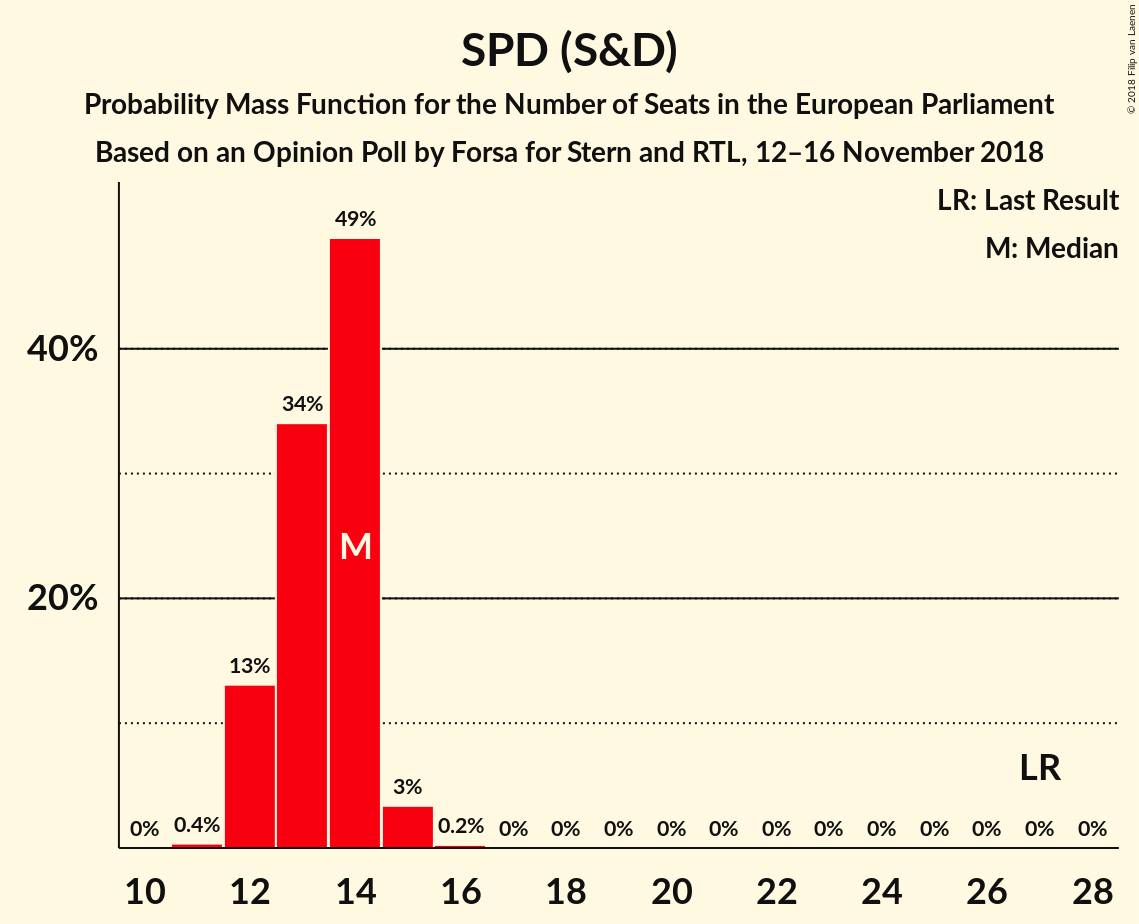 SPD (S&D)
Probability Mass Function for the Number of Seats in the European Parliament
Based on an Opinion Poll by Forsa for Stern and RTL, 12–16 November 2018
© 2018 Filip van Laenen
LR: Last Result
M: Median
49%
40%
34%
M
20%
13%
LR
3%
0% 0.4% 0.2% 0% 0% 0% 0% 0% 0% 0% 0% 0% 0% 0% 0%
10 12 14 16 18 20 22 24 26 28